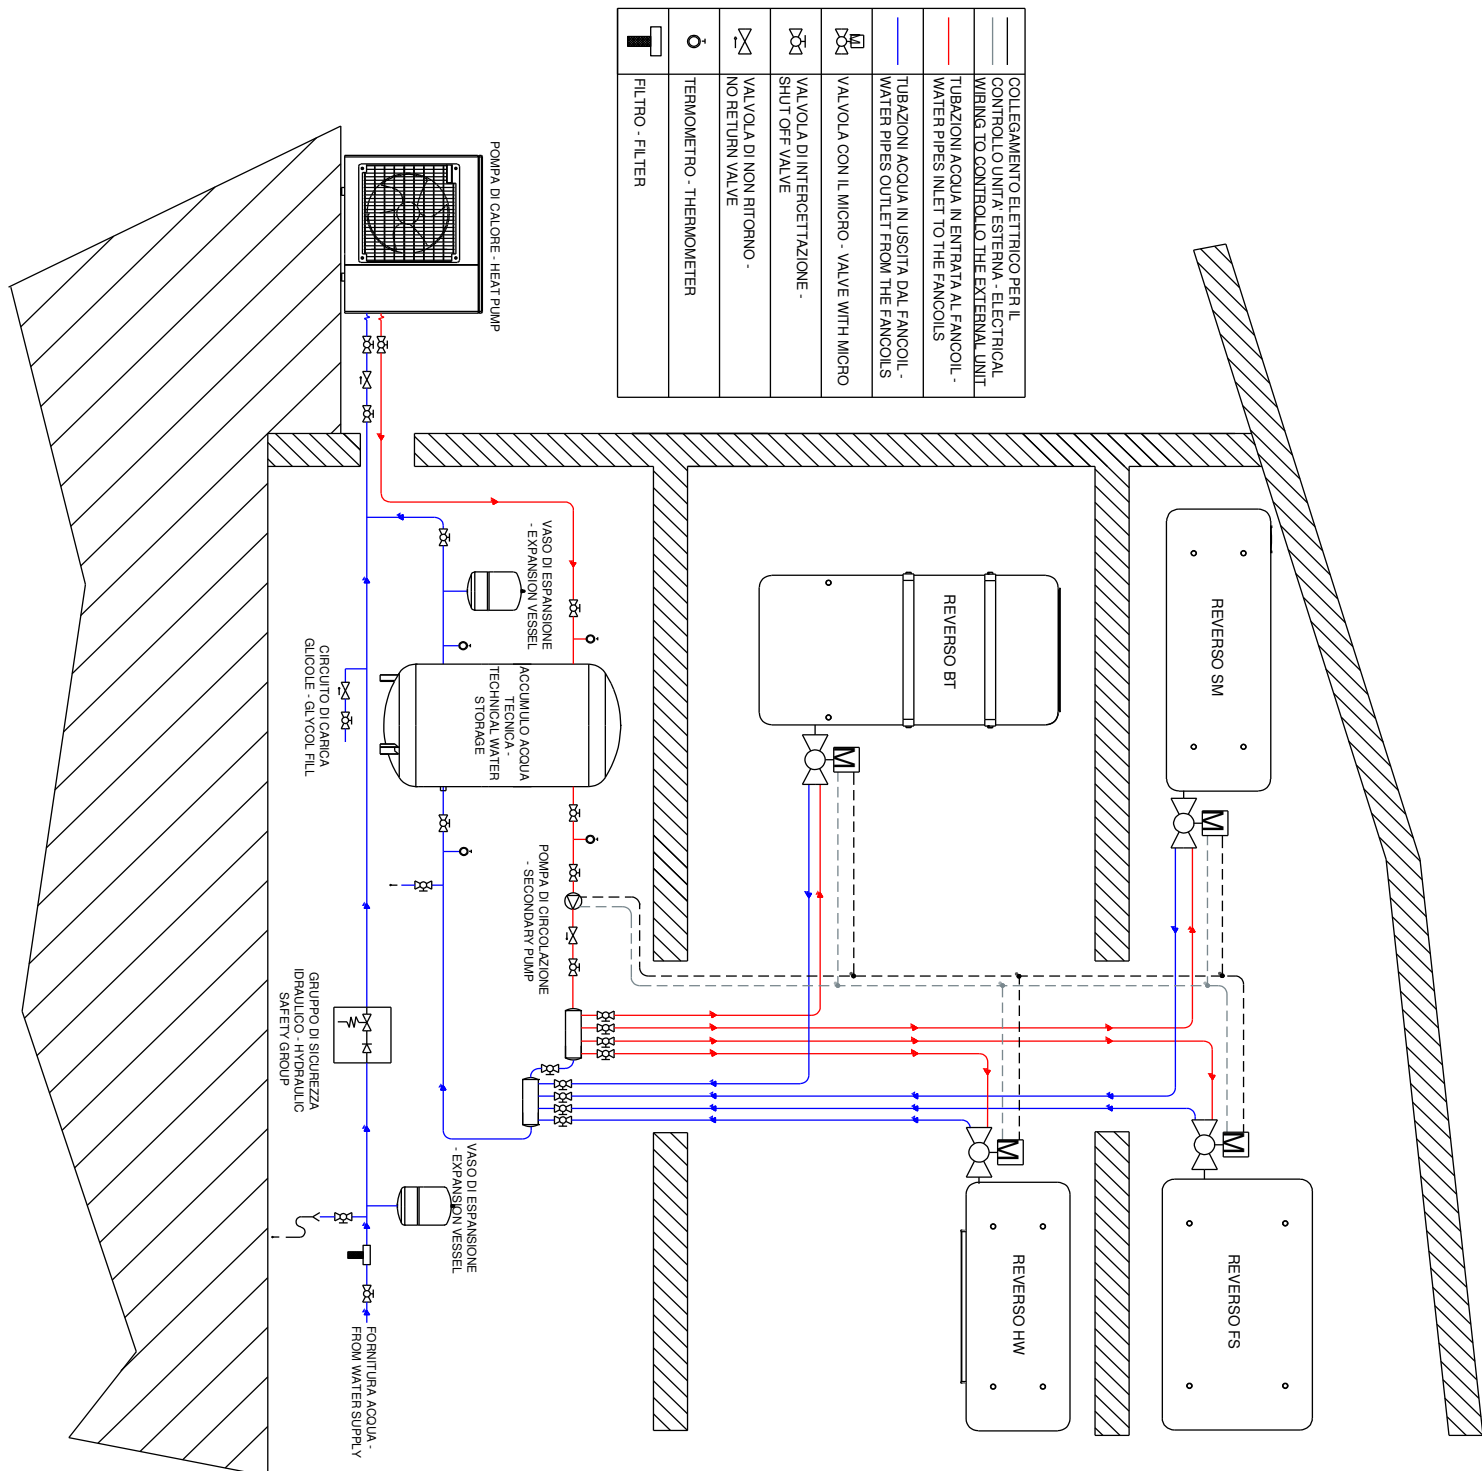 COLLEGAMENTO ELETTRICO PER IL
CONTROLLO UNITA' ESTERNA - ELECTRICAL
WIRING TO CONTROLLO THE EXTERNAL UNIT
TUBAZIONI ACQUA IN ENTRATA AL FANCOIL -
WATER PIPES INLET TO THE FANCOILS
TUBAZIONI ACQUA IN USCITA DAL FANCOIL -
WATER PIPES OUTLET FROM THE FANCOILS
M
VALVOLA CON IL MICRO - VALVE WITH MICRO
VALVOLA DI INTERCETTAZIONE -
SHUT OFF VALVE
VALVOLA DI NON RITORNO -
NO RETURN VALVE
TERMOMETRO - THERMOMETER
FILTRO - FILTER
POMPA DI CALORE - HEAT PUMP
REVERSO SM
M
REVERSO BT
M
REVERSO FS
M
REVERSO HW
M
VASO DI ESPANSIONE
- EXPANSION VESSEL
ACCUMULO ACQUA
TECNICA -
TECHNICAL WATER
STORAGE
POMPA DI CIRCOLAZIONE
- SECONDARY PUMP
CIRCUITO DI CARICA
GLICOLE - GLYCOL FILL
GRUPPO DI SICUREZZA
IDRAULICO - HYDRAULIC
SAFETY GROUP
VASO DI ESPANSIONE
- EXPANSION VESSEL
FORNITURA ACQUA -
FROM WATER SUPPLY